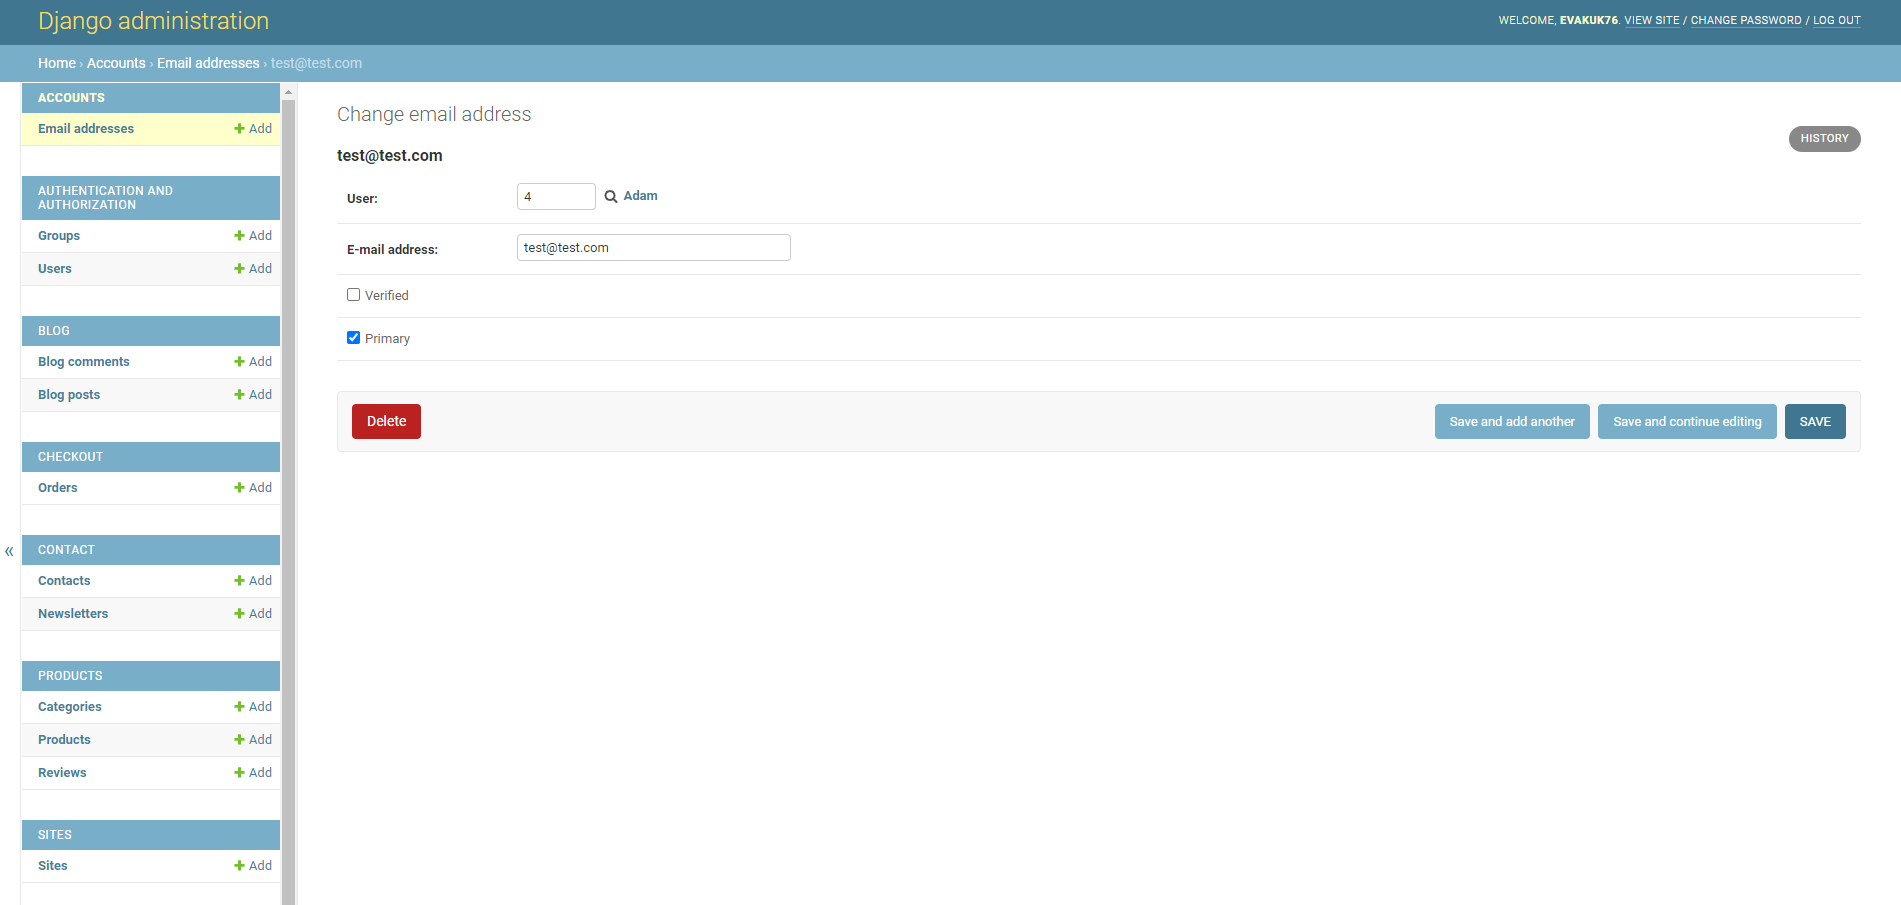 Django administration
WELCOME, EVAKUK76. VIEW SITE / CHANGE PASSWORD / LOG OUT
Home › Accounts › Email addresses › test@test.com
ACCOUNTS
Email addresses Add
AUTHENTICATION AND
AUTHORIZATION
Groups Add
Users Add
BLOG
Blog comments Add
Blog posts Add
CHECKOUT
Orders Add
CONTACT
Contacts Add
Newsletters Add
PRODUCTS
Categories Add
Products Add
Reviews Add
SITES
Sites Add
«
Change email address
HISTORY
test@test.com
User: 4 Adam
E-mail address: test@test.com
Verified
Primary
Delete
Save and add another Save and continue editing SAVE